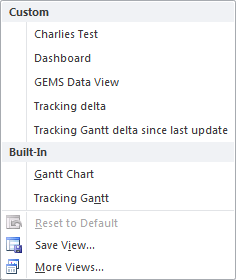 Custom
Charlies Test
Dashboard
GEMS Data View
Tracking delta
Tracking Gantt delta since last update
Built-In
Gantt Chart
Tracking Gantt
Reset to Default
Save View...
More Views...